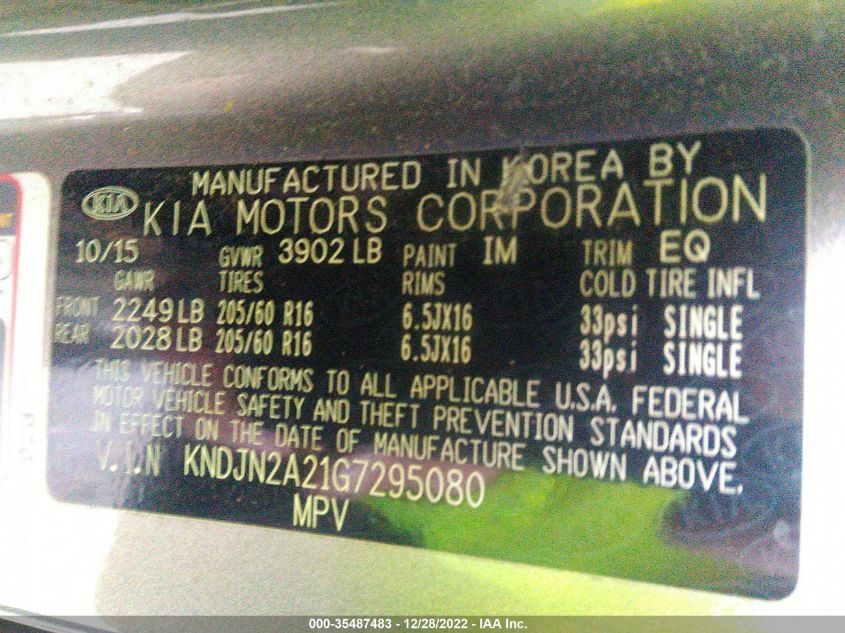 MANUFACTURED IN KOREA BY
KIA KIA MOTORS CORPORATION
10/15 GVWR 3902 LB PAINT IM TRIM EQ
GAWR TIRES RIMS COLD TIRE INFL
FRONT 2249 LB 205/60 R16 6.5JX16 33psi SINGLE
REAR 2028 LB 205/60 R16 6.5JX16 33psi SINGLE
THIS VEHICLE CONFORMS TO ALL APPLICABLE U.S.A. FEDERAL
MOTOR VEHICLE SAFETY AND THEFT PREVENTION STANDARDS
IN EFFECT ON THE DATE OF MANUFACTURE SHOWN ABOVE.
V.I.N KNDJN2A21G7295080
MPV
000-35487483 - 12/28/2022 - IAA Inc.